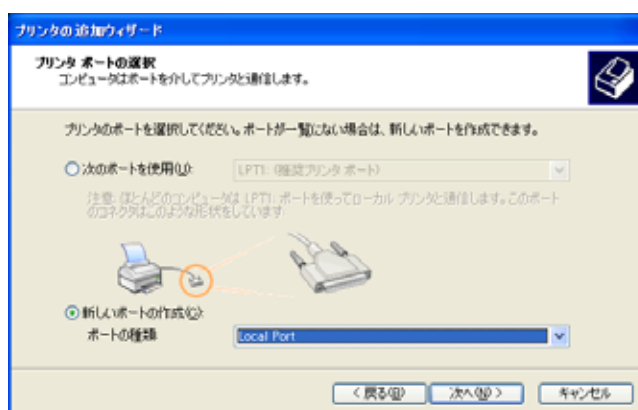 プリンタの追加ウィザード
プリンタ ポートの選択
コンピュータはポートを介してプリンタと通信します。
プリンタのポートを選択してください。ポートが一覧にない場合は、新しいポートを作成できます。
次のポートを使用(U):
LPT1: (推奨プリンタ ポート)
注意: ほとんどのコンピュータは LPT1: ポートを使ってローカル プリンタと通信します。このポート
のコネクタはこのような形状をしています
新しいポートの作成(C):
ポートの種類
Local Port
< 戻る(B)
次へ(N) >
キャンセル